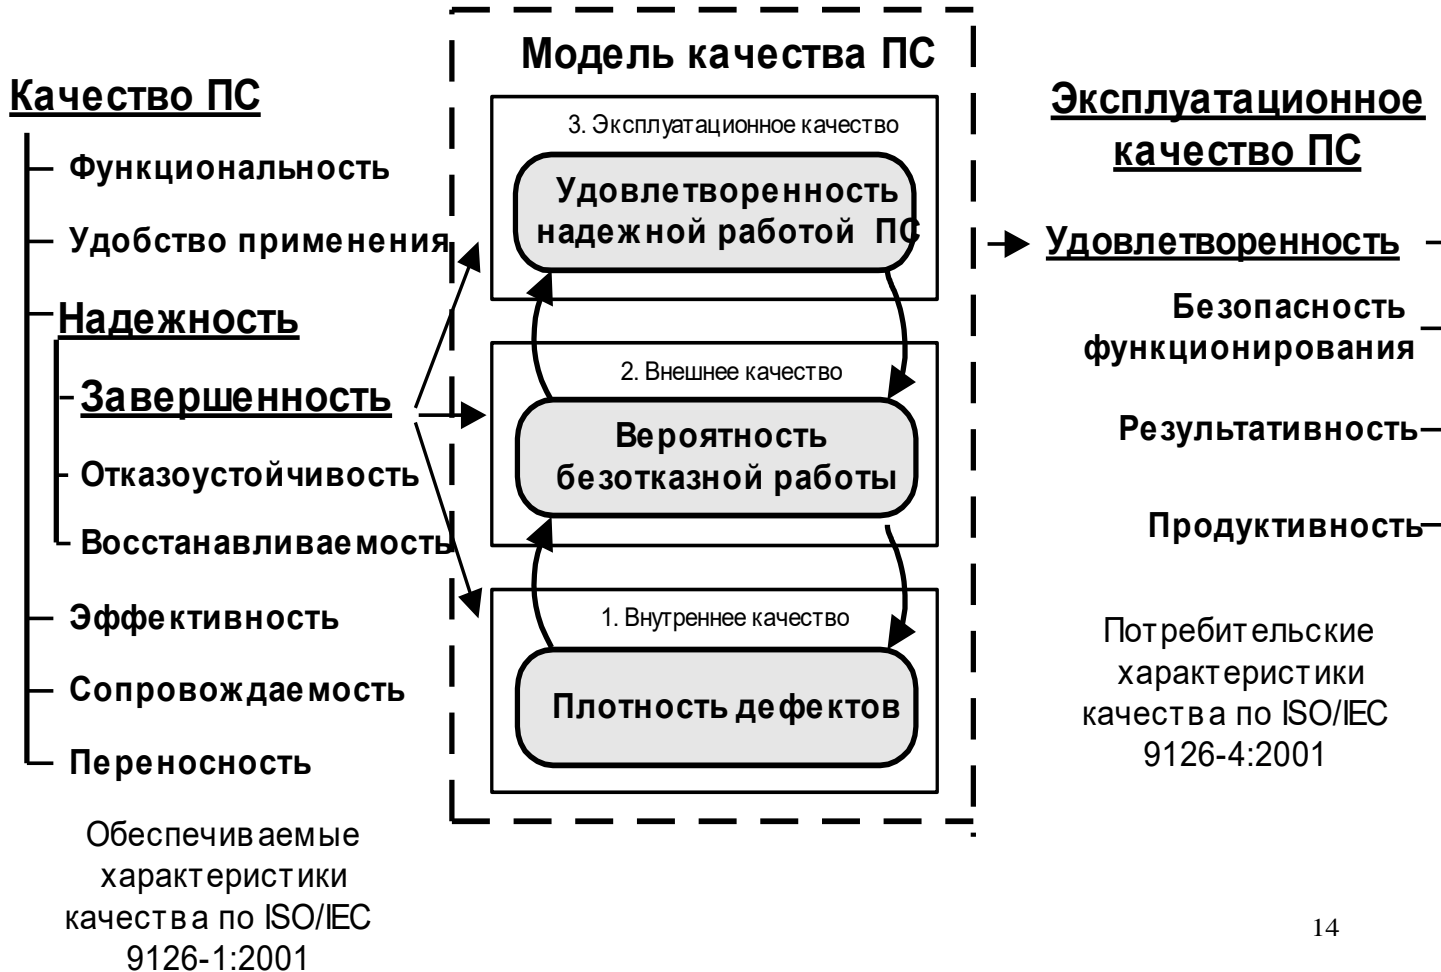 Модель качества ПС
Качество ПС
Функциональность
Удобство применения
Надежность
Завершенность
Отказоустойчивость
Восстанавливаемость
Эффективность
Сопровождаемость
Переносность
Обеспечиваемые
характеристики
качества по ISO/IEC
9126-1:2001
3. Эксплуатационное качество
Удовлетворенность
надежной работой ПС
2. Внешнее качество
Вероятность
безотказной работы
1. Внутреннее качество
Плотность дефектов
Эксплуатационное
качество ПС
Удовлетворенность
Безопасность
функционирования
Результативность
Продуктивность
Потребительские
характеристики
качества по ISO/IEC
9126-4:2001
14